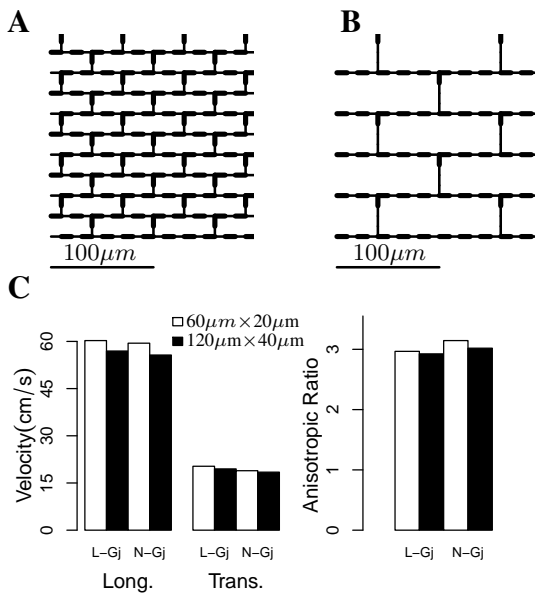 A
B
100μm
100μm
C
60μm×20μm
120μm×40μm
Velocity(cm/s)
0 15 30 45 60
L−Gj N−Gj L−Gj N−Gj
Long. Trans.
Anisotropic Ratio
0 1 2 3
L−Gj N−Gj